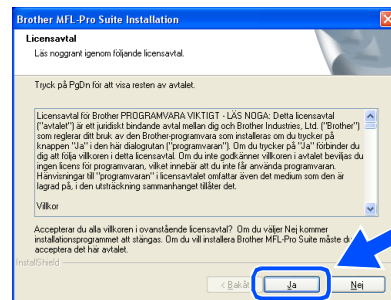 Brother MFL-Pro Suite Installation
Licensavtal
Läs noggrant igenom följande licensavtal.
Tryck på PgDn för att visa resten av avtalet.
Licensavtal för Brother PROGRAMVARA VIKTIGT - LÄS NOGA: Detta licensavtal
("avtalet") är ett juridiskt bindande avtal mellan dig och Brother Industries, Ltd. ("Brother")
som reglerar ditt bruk av den Brother-programvara som installeras om du trycker på
knappen "Ja" i den här dialogrutan ("programvaran"). Om du trycker på "Ja" förbinder du
dig att följa villkoren i detta licensavtal. Om du inte godkänner villkoren i avtalet beviljas du
ingen licens för programvaran, vilket innebär att du inte får använda programvaran.
Hänvisningar till "programvaran" i licensavtalet omfattar även det medium som den är
lagrad på, i den utsträckning sammanhanget tillåter det.
Villkor
Accepterar du alla villkoren i ovanstående licensavtal? Om du väljer Nej kommer
installationsprogrammet att stängas. Om du vill installera Brother MFL-Pro Suite måste du
acceptera det här avtalet.
InstallShield
< Bakåt
Ja
Nej